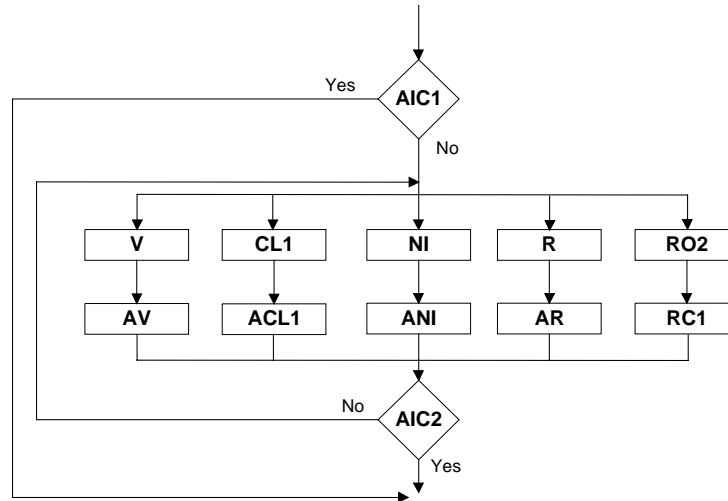 Yes
AIC1
No
V
CL1
NI
R
RO2
AV
ACL1
ANI
AR
RC1
No
AIC2
Yes